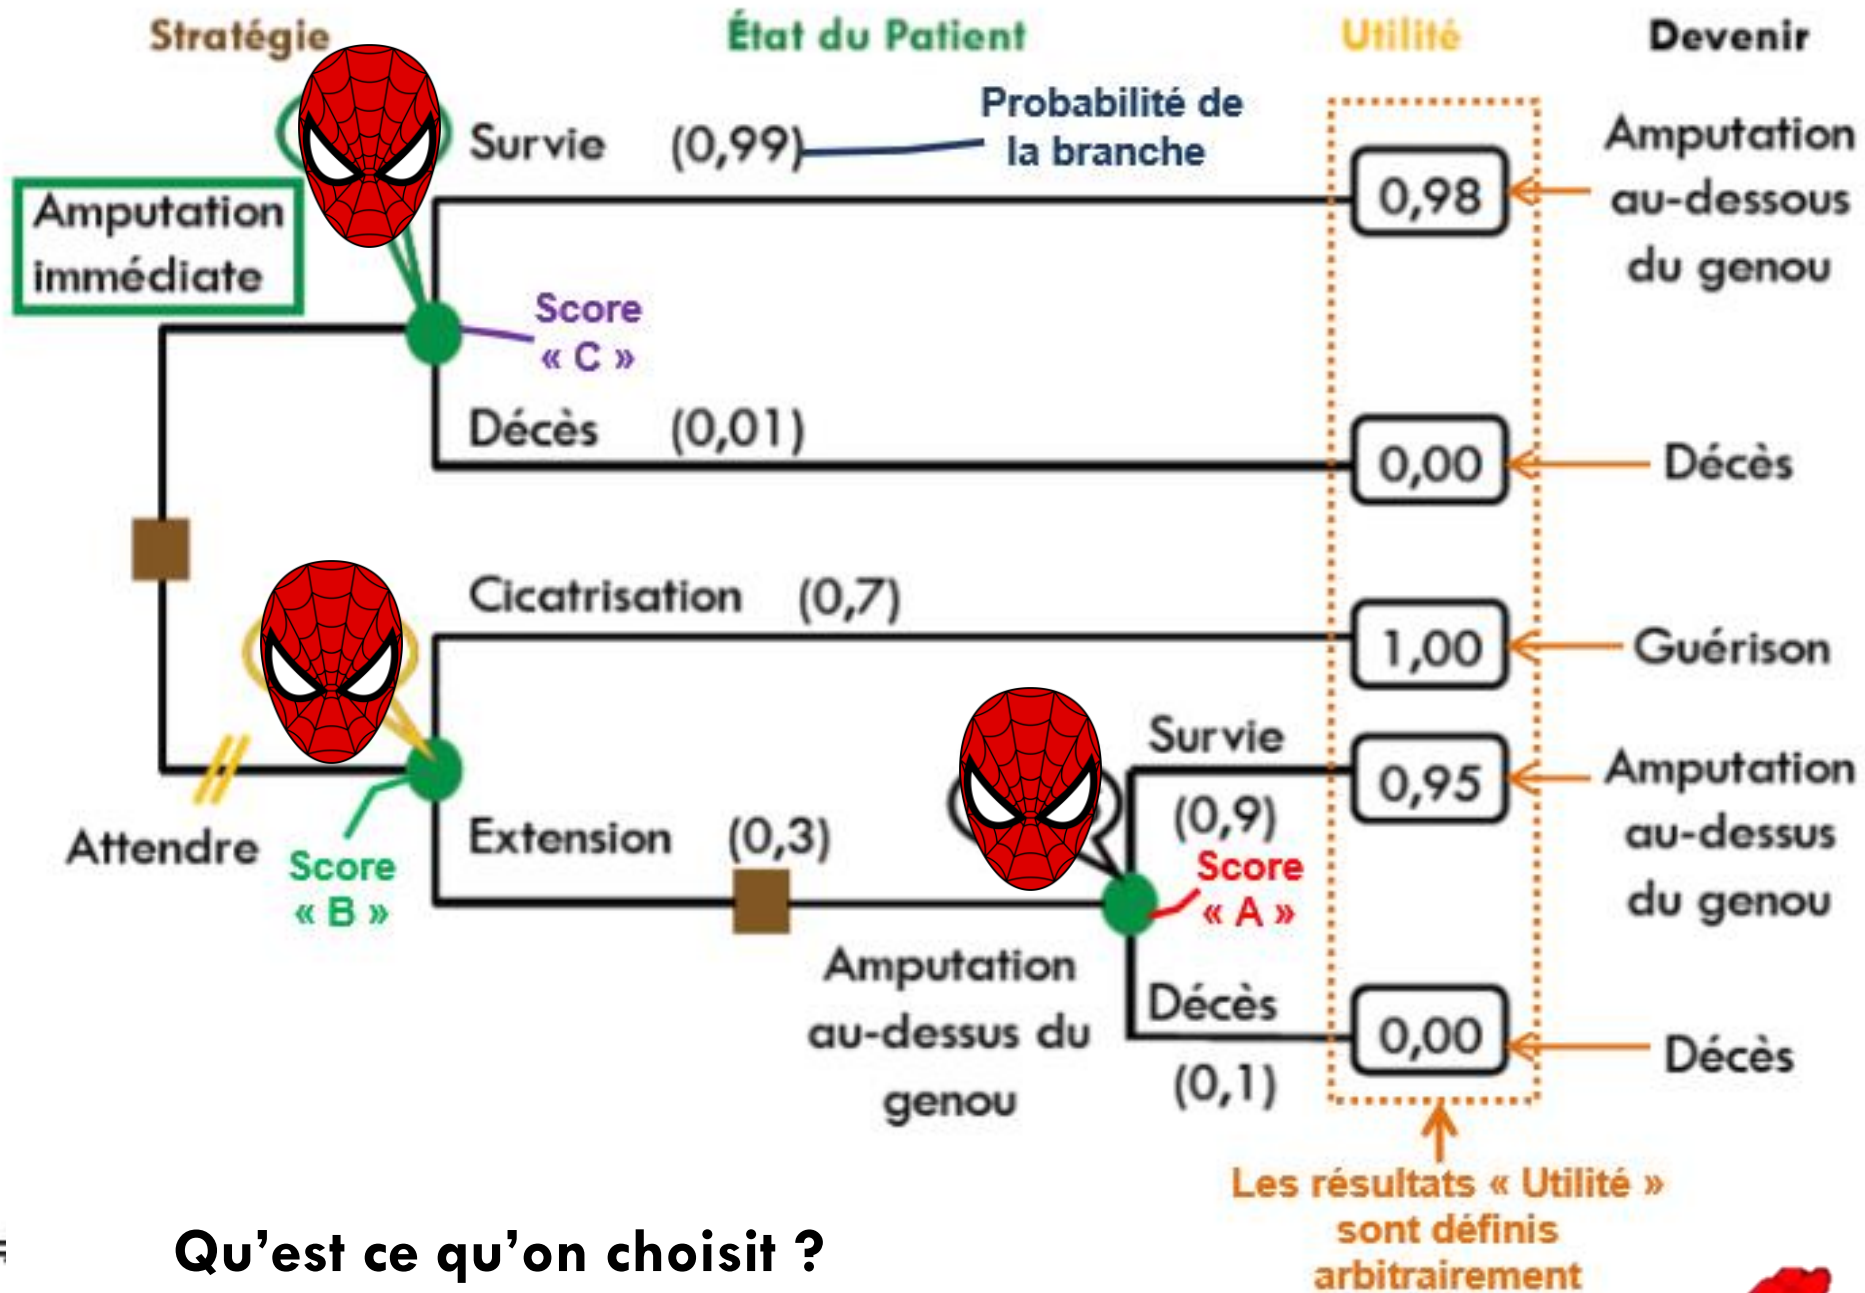 Stratégie
État du Patient
Utilité
Devenir
Survie (0,99)
Probabilité de
la branche
0,98
Amputation
au-dessous
du genou
Amputation
immédiate
Score
« C »
Décès (0,01)
0,00
Décès
Cicatrisation (0,7)
1,00
Guérison
Survie
(0,9)
0,95
Amputation
au-dessus
du genou
Attendre
Score
« B »
Extension (0,3)
Score
« A »
Amputation
au-dessus du
genou
Décès
(0,1)
0,00
Décès
Les résultats « Utilité »
sont définis
arbitrairement
Qu’est ce qu’on choisit ?